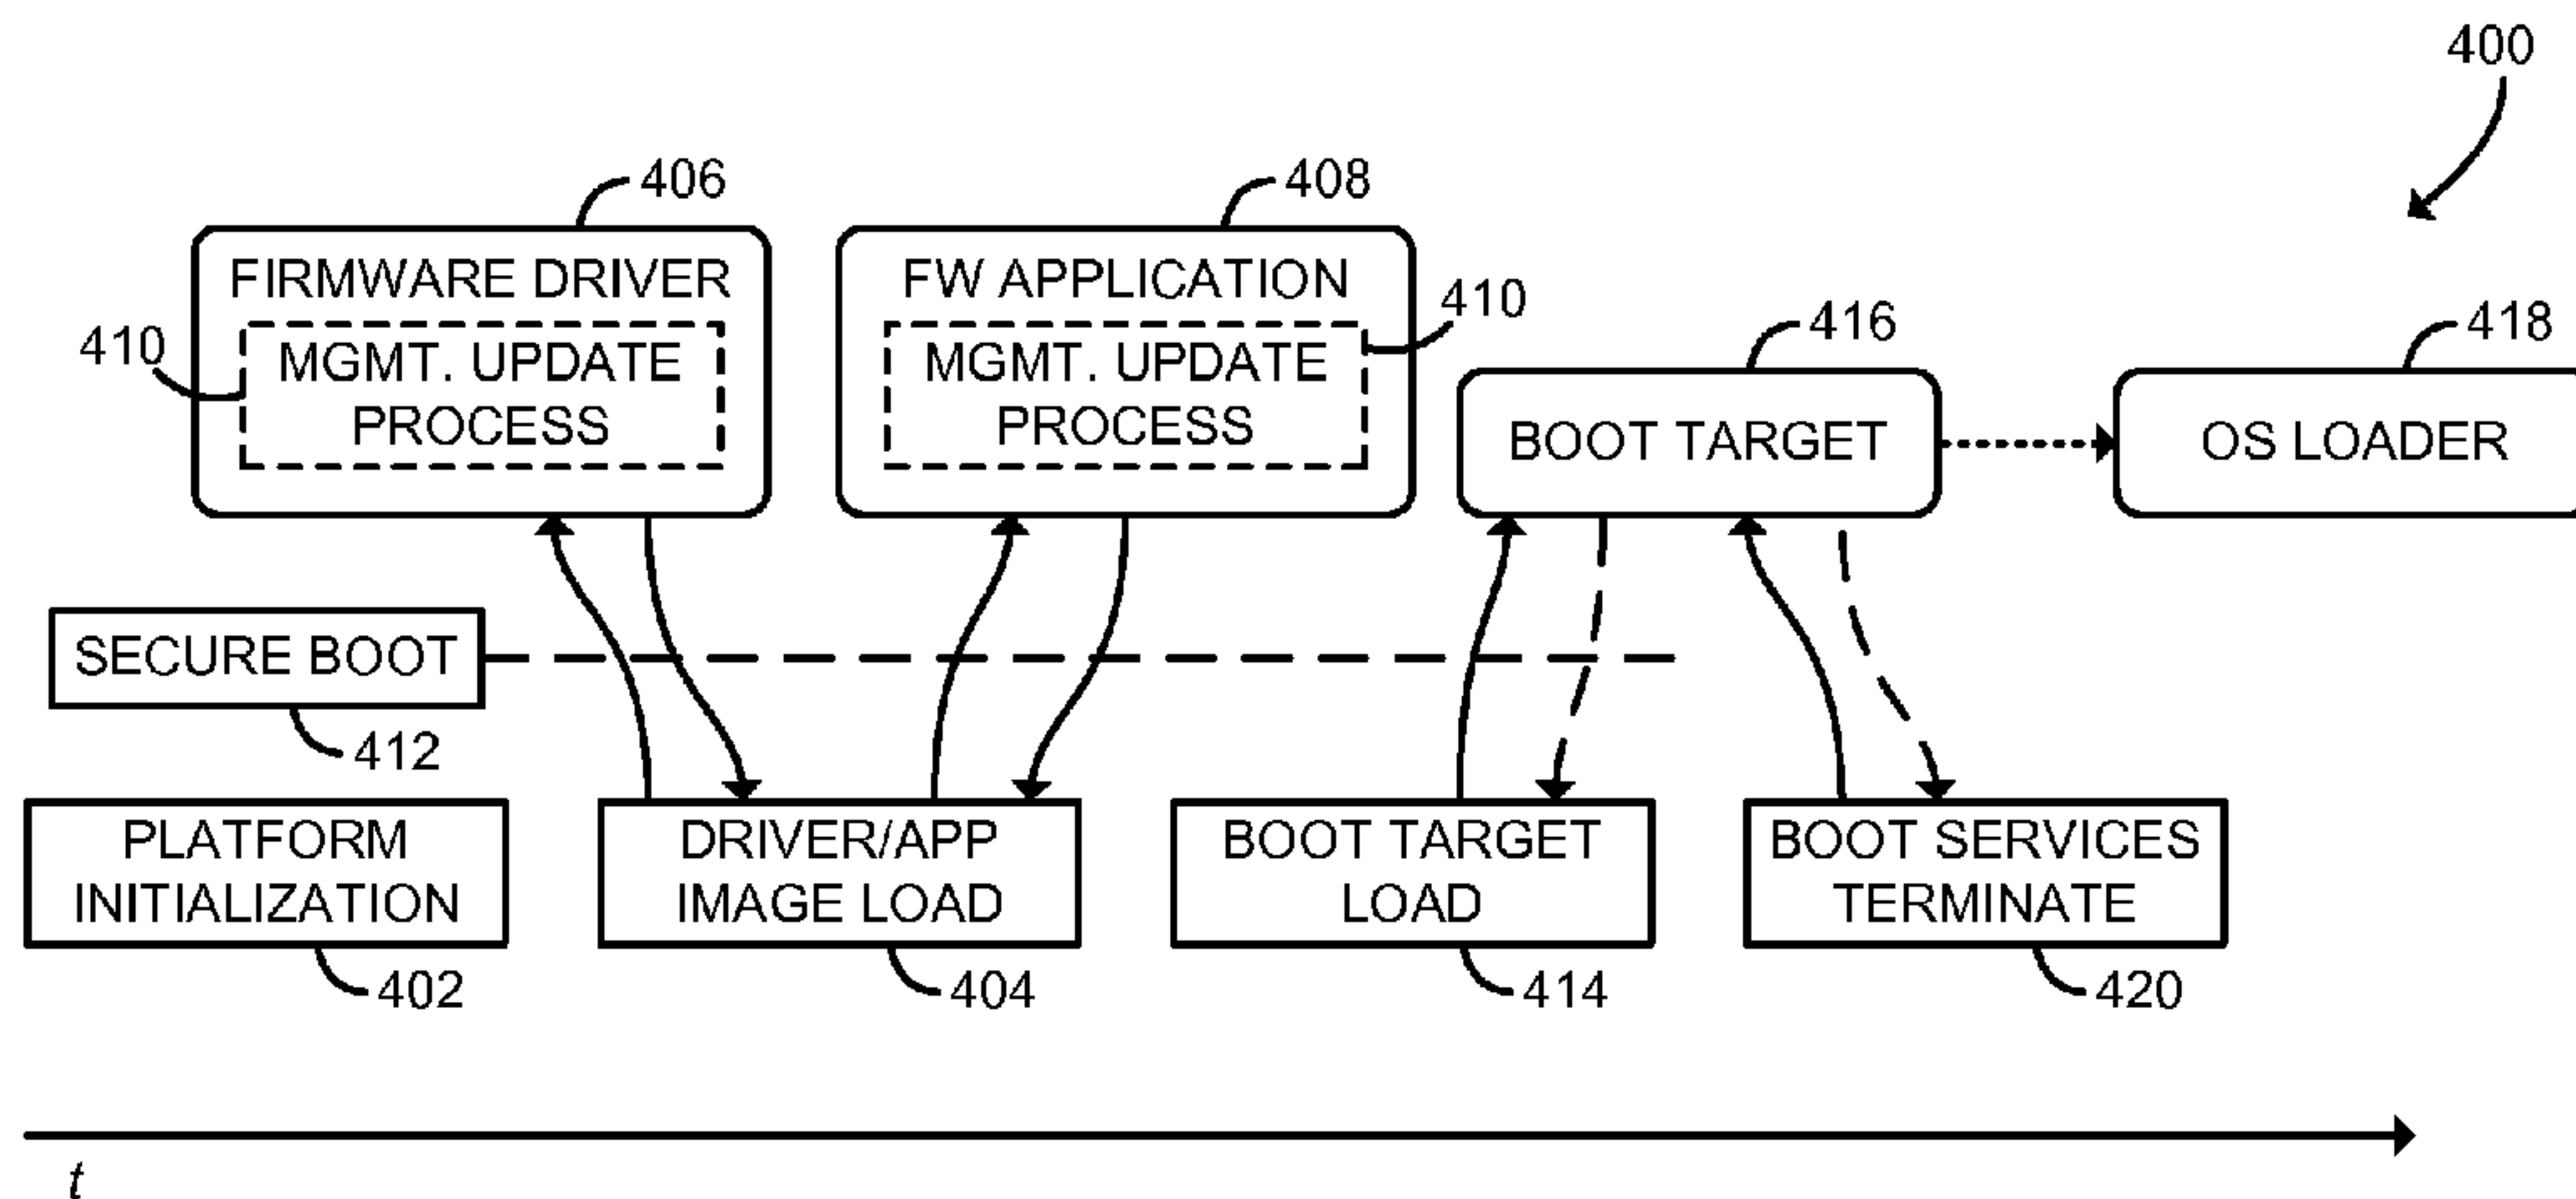 400
406
408
FIRMWARE DRIVER
FW APPLICATION
410
410
416
418
MGMT. UPDATE
PROCESS
MGMT. UPDATE
PROCESS
BOOT TARGET
OS LOADER
SECURE BOOT
412
PLATFORM
INITIALIZATION
DRIVER/APP
IMAGE LOAD
BOOT TARGET
LOAD
BOOT SERVICES
TERMINATE
402
404
414
420
t